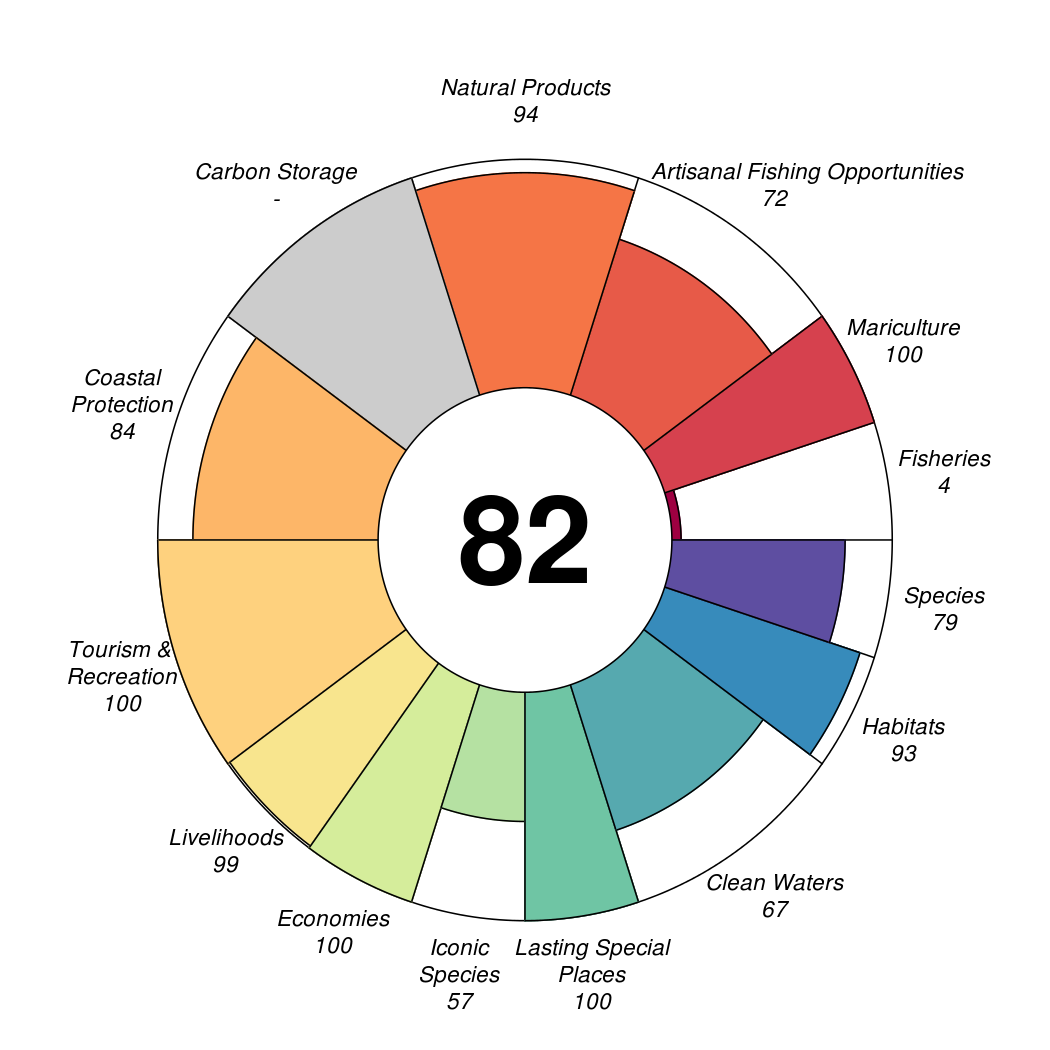 Natural Products
94
Carbon Storage
-
Artisanal Fishing Opportunities
72
Mariculture
100
Coastal
Protection
84
Fisheries
4
82
Species
79
Tourism &
Recreation
100
Habitats
93
Livelihoods
99
Clean Waters
67
Economies
100
Iconic
Species
57
Lasting Special
Places
100